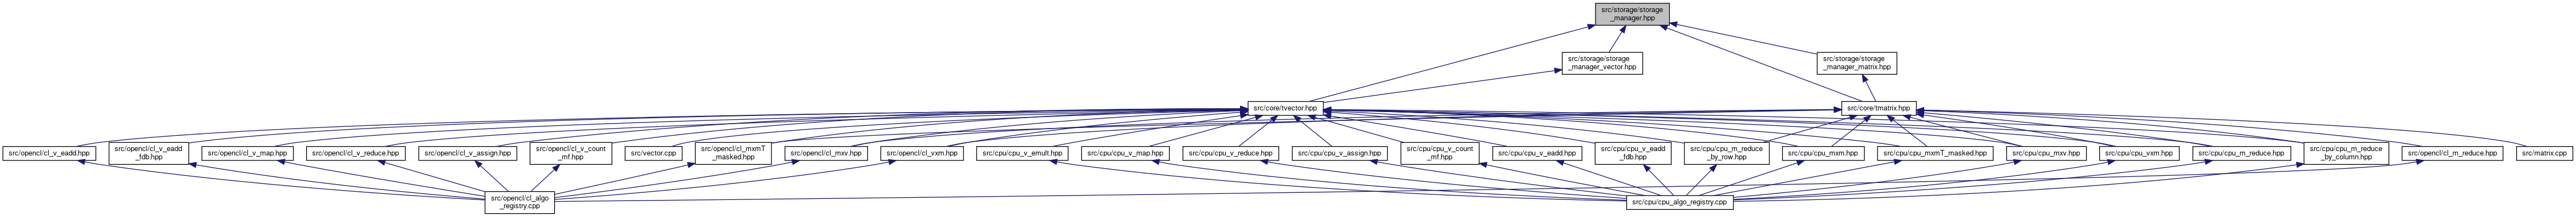 src/storage/storage
_manager.hpp
src/storage/storage
_manager_vector.hpp
src/storage/storage
_manager_matrix.hpp
src/core/tvector.hpp
src/core/tmatrix.hpp
src/opencl/cl_v_eadd.hpp
src/opencl/cl_v_eadd
_fdb.hpp
src/opencl/cl_v_map.hpp
src/opencl/cl_v_reduce.hpp
src/opencl/cl_v_assign.hpp
src/opencl/cl_v_count
_mf.hpp
src/vector.cpp
src/opencl/cl_mxmT
_masked.hpp
src/opencl/cl_mxv.hpp
src/opencl/cl_vxm.hpp
src/cpu/cpu_v_emult.hpp
src/cpu/cpu_v_map.hpp
src/cpu/cpu_v_reduce.hpp
src/cpu/cpu_v_assign.hpp
src/cpu/cpu_v_count
_mf.hpp
src/cpu/cpu_v_eadd.hpp
src/cpu/cpu_v_eadd
_fdb.hpp
src/cpu/cpu_m_reduce
_by_row.hpp
src/cpu/cpu_mxm.hpp
src/cpu/cpu_mxmT_masked.hpp
src/cpu/cpu_mxv.hpp
src/cpu/cpu_vxm.hpp
src/cpu/cpu_m_reduce.hpp
src/cpu/cpu_m_reduce
_by_column.hpp
src/opencl/cl_m_reduce.hpp
src/matrix.cpp
src/opencl/cl_algo
_registry.cpp
src/cpu/cpu_algo_registry.cpp